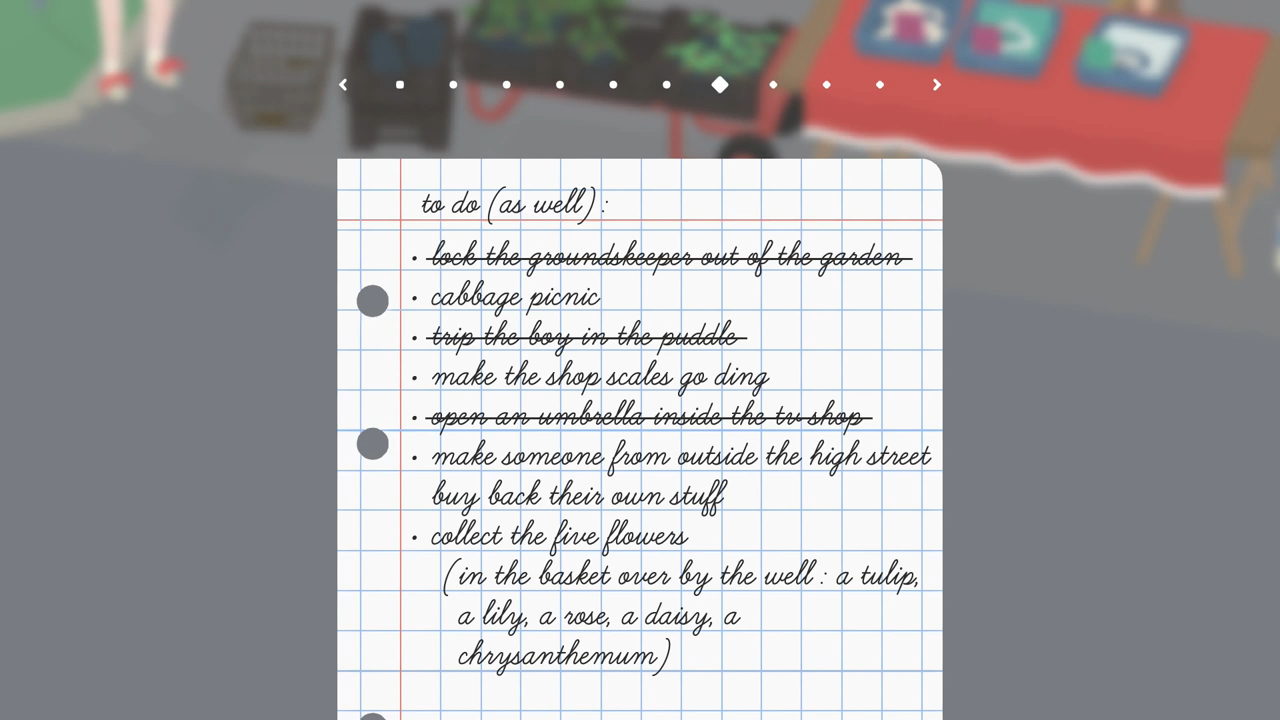 to do (as well) :
• lock the groundskeeper out of the garden
• cabbage picnic
• trip the boy in the puddle
• make the shop scales go ding
• open an umbrella inside the tv shop
• make someone from outside the high street
buy back their own stuff
• collect the five flowers
(in the basket over by the well : a tulip,
a lily, a rose, a daisy, a
chrysanthemum)